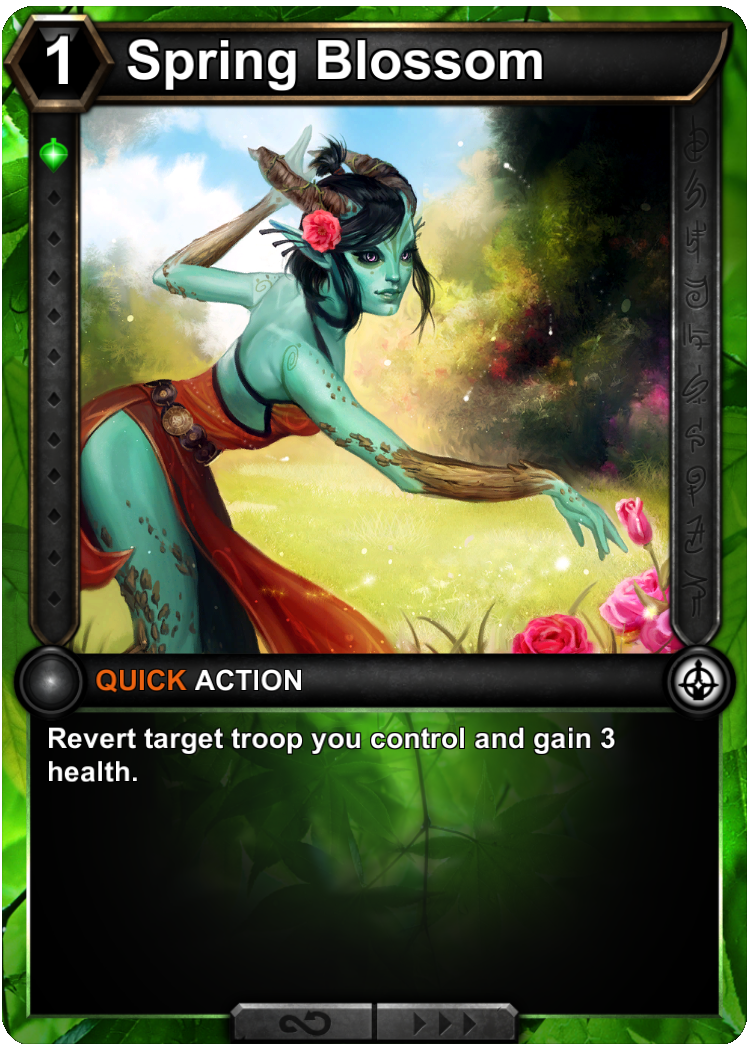 1 Spring Blossom
QUICK ACTION
Revert target troop you control and gain 3
health.